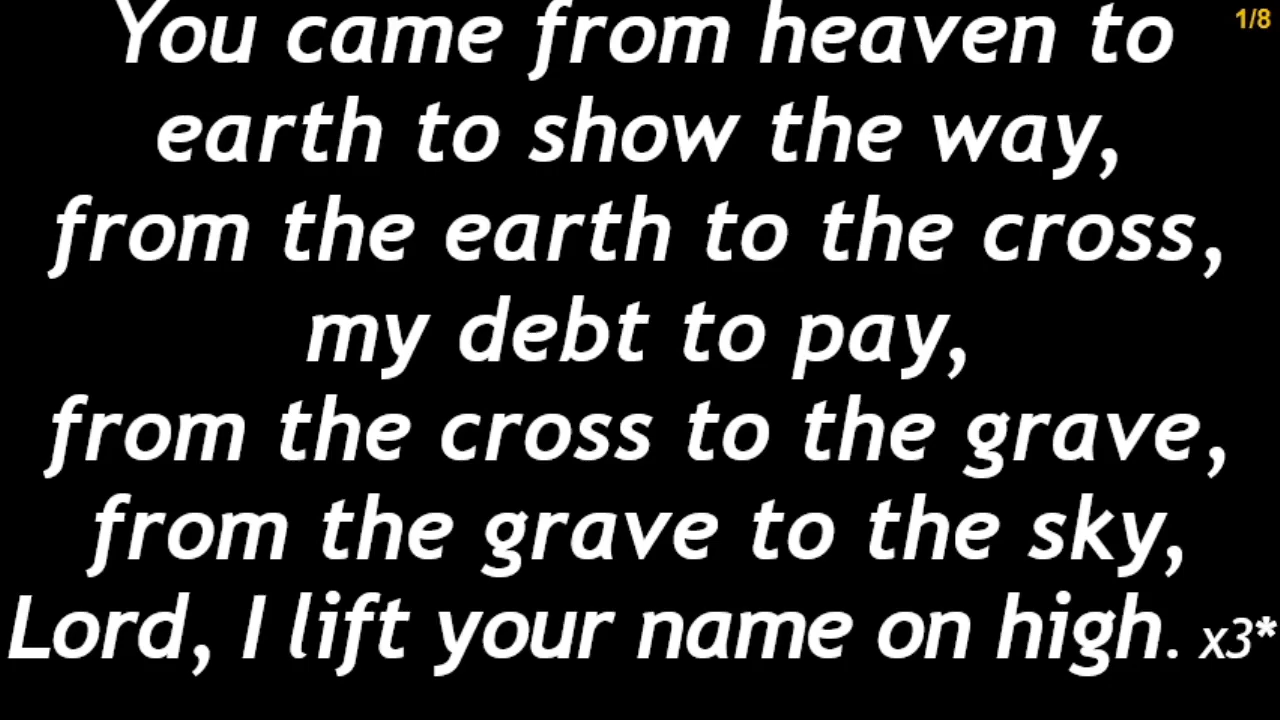 You came from heaven to
1/8
earth to show the way,
from the earth to the cross,
my debt to pay,
from the cross to the grave,
from the grave to the sky,
Lord, I lift your name on high. x3*